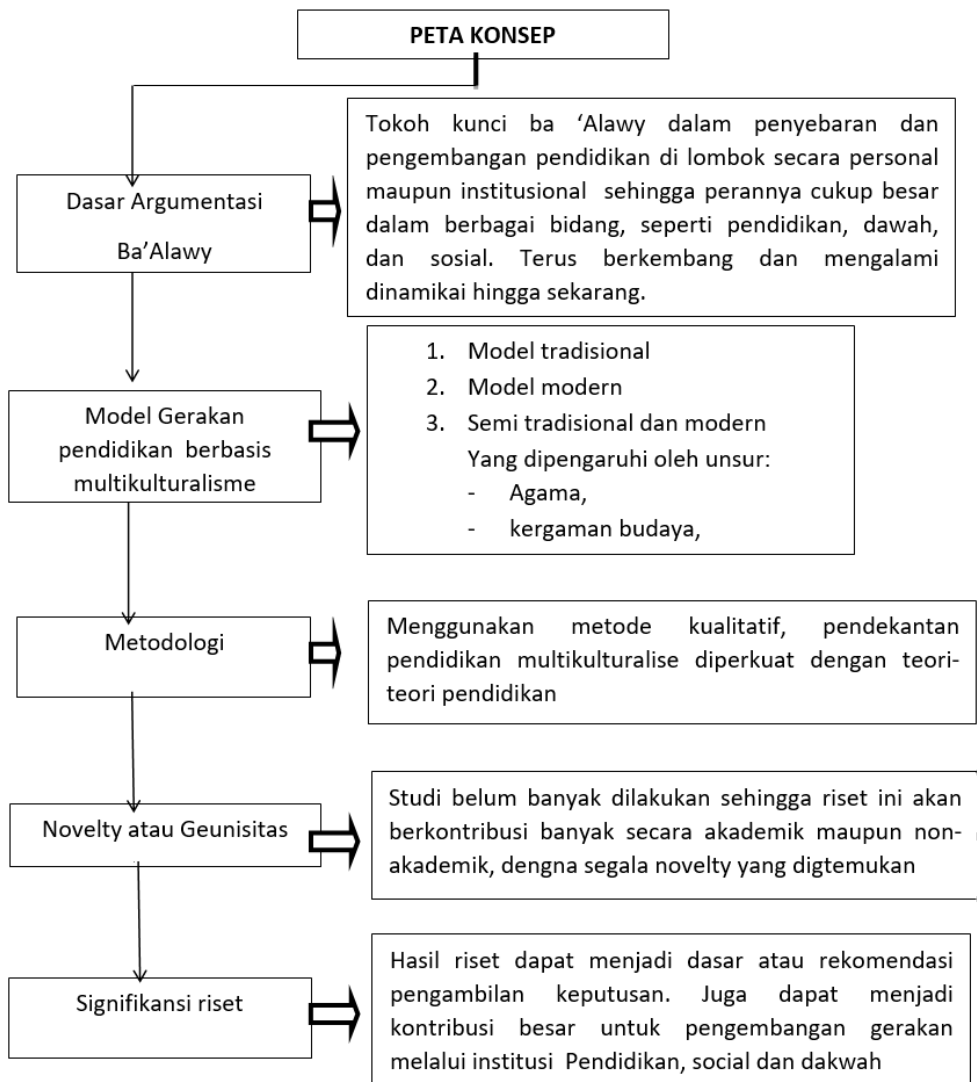 PETA KONSEP
Tokoh kunci ba ‘Alawy dalam penyebaran dan
pengembangan pendidikan di lombok secara personal
maupun institusional sehingga perannya cukup besar
dalam berbagai bidang, seperti pendidikan, dawah,
dan sosial. Terus berkembang dan mengalami
dinamikai hingga sekarang.
Dasar Argumentasi
Ba’Alawy
1. Model tradisional
2. Model modern
3. Semi tradisional dan modern
Yang dipengaruhi oleh unsur:
- Agama,
- kergaman budaya,
Model Gerakan
pendidikan berbasis
multikulturalisme
Metodologi
Menggunakan metode kualitatif, pendekantan
pendidikan multikulturalise diperkuat dengan teori-
teori pendidikan
Novelty atau Geunisitas
Studi belum banyak dilakukan sehingga riset ini akan
berkontribusi banyak secara akademik maupun non-
akademik, dengna segala novelty yang digtemukan
Signifikansi riset
Hasil riset dapat menjadi dasar atau rekomendasi
pengambilan keputusan. Juga dapat menjadi
kontribusi besar untuk pengembangan gerakan
melalui institusi Pendidikan, social dan dakwah